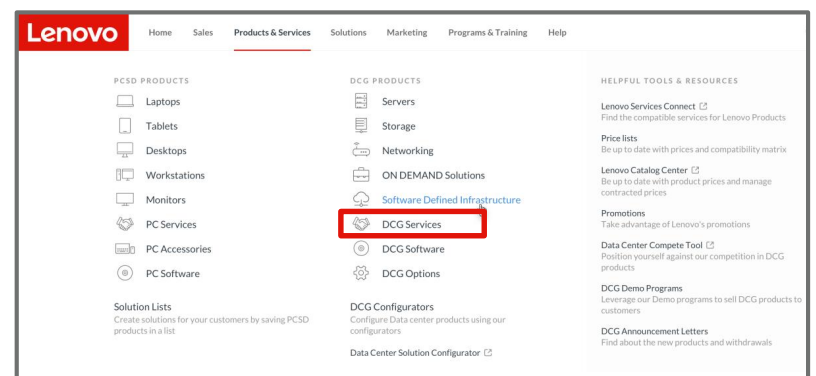 Lenovo
Home Sales Products & Services Solutions Marketing Programs & Training Help
PCSD PRODUCTS
Laptops
Tablets
Desktops
Workstations
Monitors
PC Services
PC Accessories
PC Software
Solution Lists
Create solutions for your customers by saving PCSD
products in a list
DCG PRODUCTS
Servers
Storage
Networking
ON DEMAND Solutions
Software Defined Infrastructure
DCG Services
DCG Software
DCG Options
DCG Configurators
Configure Data center products using our
configurators
Data Center Solution Configurator
HELPFUL TOOLS & RESOURCES
Lenovo Services Connect
Find the compatible services for Lenovo Products
Price lists
Be up to date with prices and compatibility matrix
Lenovo Catalog Center
Be up to date with product prices and manage
contracted prices
Promotions
Take advantage of Lenovo's promotions
Data Center Compete Tool
Position yourself against our competition in DCG
products
DCG Demo Programs
Leverage our Demo programs to sell DCG products to
customers
DCG Announcement Letters
Find about the new products and withdrawals